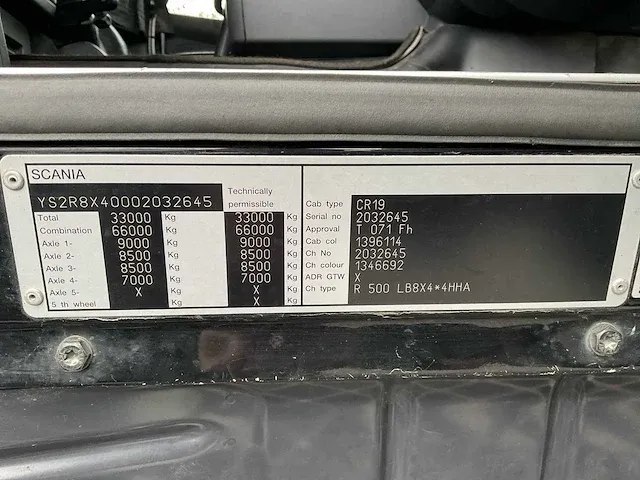 SCANIA
YS2R8X40002032645 Technically permissible
Total 33000 Kg 33000 Kg
Combination 66000 Kg 66000 Kg
Axle 1- 9000 Kg 9000 Kg
Axle 2- 8500 Kg 8500 Kg
Axle 3- 8500 Kg 8500 Kg
Axle 4- 7000 Kg 7000 Kg
Axle 5- X Kg X Kg
5 th wheel Kg X Kg
Cab type CR19
Serial no 2032645
Approval T 071 Fh
Cab col 1396114
Ch No 2032645
Ch colour 1346692
ADR GTW X
Ch type R 500 LB8X4*4HHA